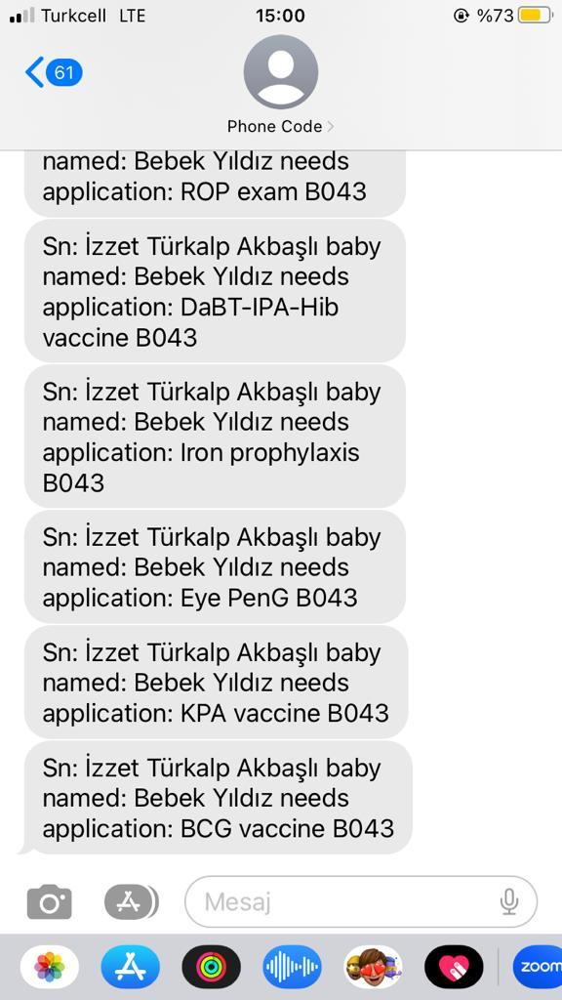 Turkcell LTE
15:00
%73
61
Phone Code
named: Bebek Yıldız needs
application: ROP exam B043
Sn: İzzet Türkalp Akbaşlı baby
named: Bebek Yıldız needs
application: DaBT-IPA-Hib
vaccine B043
Sn: İzzet Türkalp Akbaşlı baby
named: Bebek Yıldız needs
application: Iron prophylaxis
B043
Sn: İzzet Türkalp Akbaşlı baby
named: Bebek Yıldız needs
application: Eye PenG B043
Sn: İzzet Türkalp Akbaşlı baby
named: Bebek Yıldız needs
application: KPA vaccine B043
Sn: İzzet Türkalp Akbaşlı baby
named: Bebek Yıldız needs
application: BCG vaccine B043
Mesaj
zoom